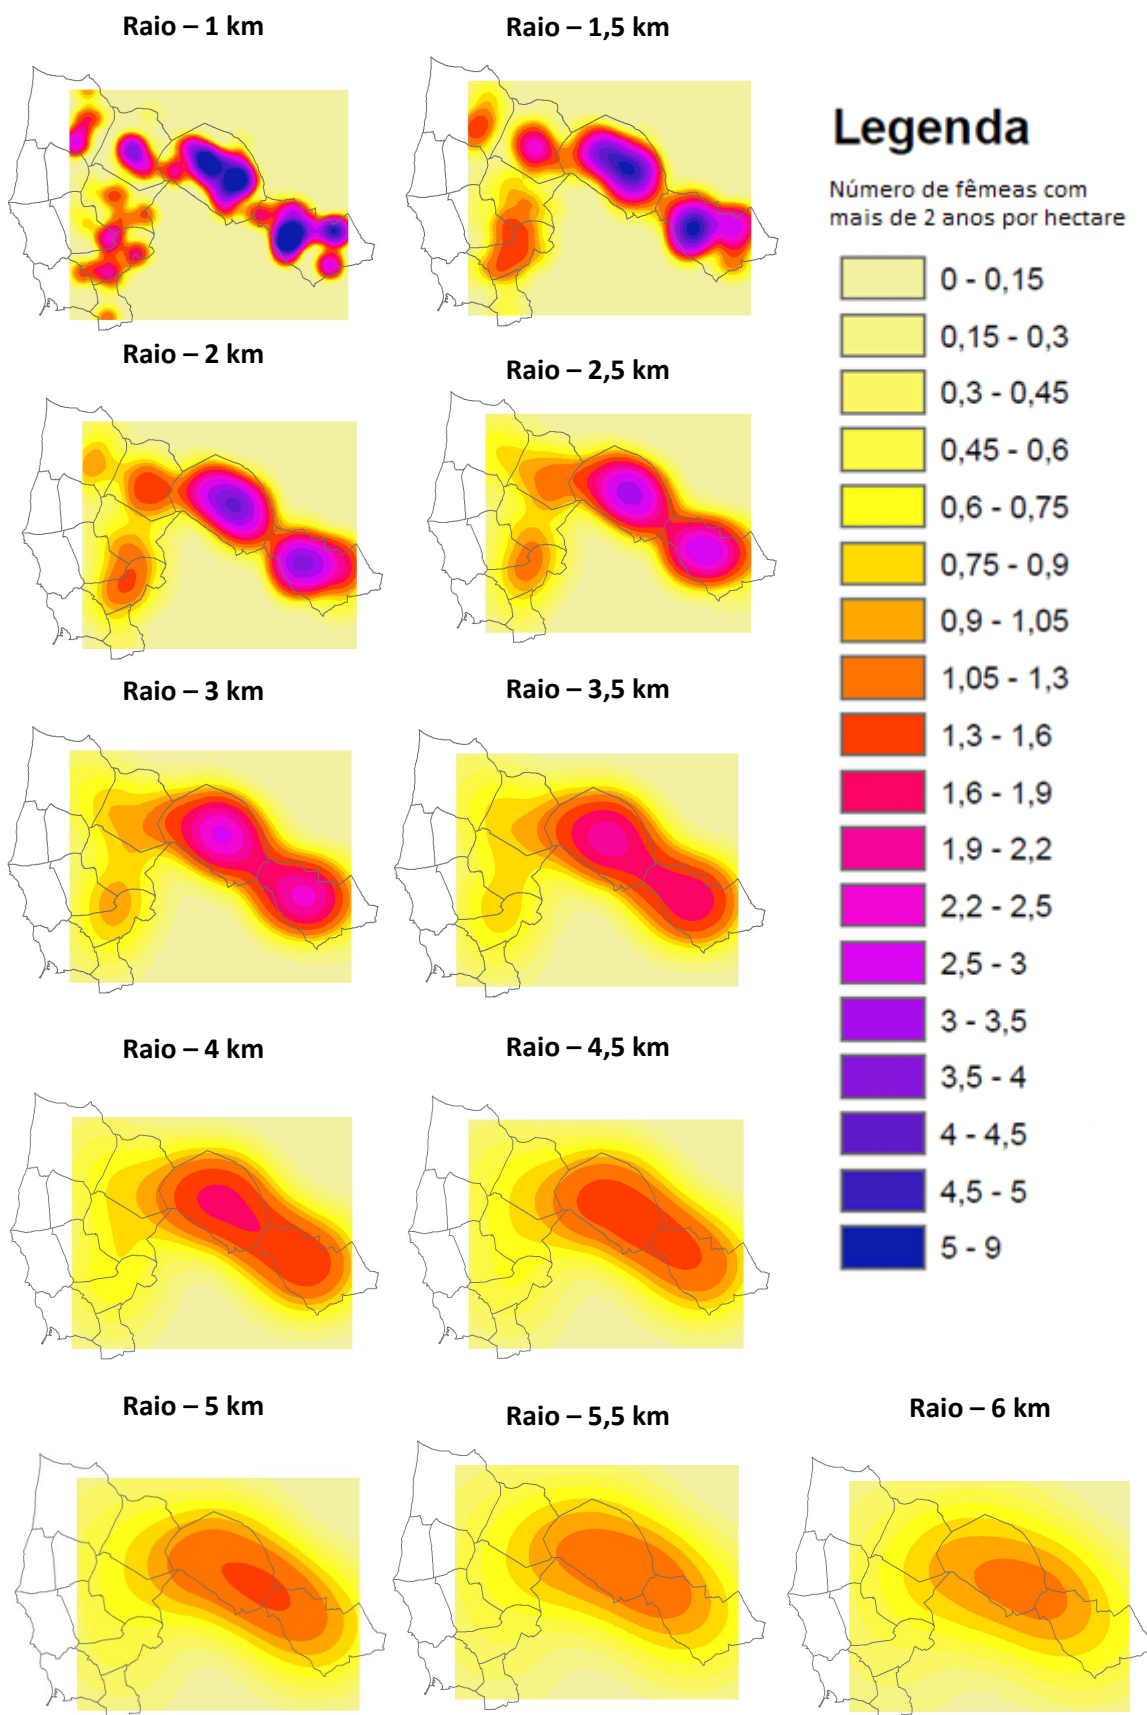 Raio – 1 km
Raio – 1,5 km
Raio – 2 km
Raio – 2,5 km
Raio – 3 km
Raio – 3,5 km
Raio – 4 km
Raio – 4,5 km
Raio – 5 km
Raio – 5,5 km
Raio – 6 km
Legenda
Número de fêmeas com
mais de 2 anos por hectare
0 - 0,15
0,15 - 0,3
0,3 - 0,45
0,45 - 0,6
0,6 - 0,75
0,75 - 0,9
0,9 - 1,05
1,05 - 1,3
1,3 - 1,6
1,6 - 1,9
1,9 - 2,2
2,2 - 2,5
2,5 - 3
3 - 3,5
3,5 - 4
4 - 4,5
4,5 - 5
5 - 9